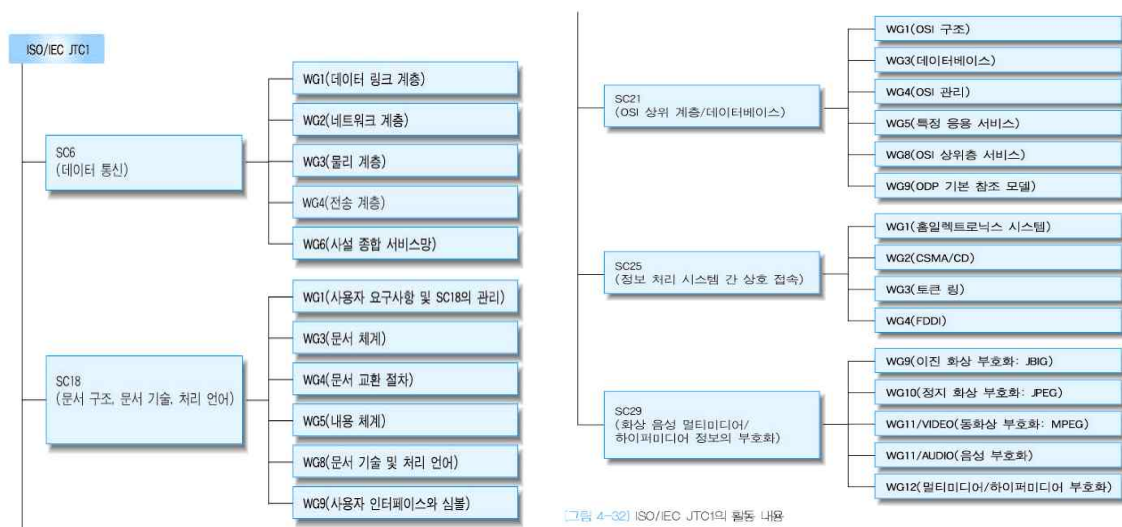 ISO/IEC JTC1
SC6
(데이터 통신)
WG1(데이터 링크 계층)
WG2(네트워크 계층)
WG3(물리 계층)
WG4(전송 계층)
WG6(사설 종합 서비스망)
SC18
(문서 구조, 문서 기술, 처리 언어)
WG1(사용자 요구사항 및 SC18의 관리)
WG3(문서 체계)
WG4(문서 교환 절차)
WG5(내용 체계)
WG8(문서 기술 및 처리 언어)
WG9(사용자 인터페이스와 심볼)
SC21
(OSI 상위 계층/데이터베이스)
WG1(OSI 구조)
WG3(데이터베이스)
WG4(OSI 관리)
WG5(특정 응용 서비스)
WG8(OSI 상위층 서비스)
WG9(ODP 기본 참조 모델)
SC25
(정보 처리 시스템 간 상호 접속)
WG1(홈일렉트로닉스 시스템)
WG2(CSMA/CD)
WG3(토큰 링)
WG4(FDDI)
SC29
(화상 음성 멀티미디어/
하이퍼미디어 정보의 부호화)
WG9(이진 화상 부호화: JBIG)
WG10(정지 화상 부호화: JPEG)
WG11/VIDEO(동화상 부호화: MPEG)
WG11/AUDIO(음성 부호화)
WG12(멀티미디어/하이퍼미디어 부호화)
[그림 4-32] ISO/IEC JTC1의 활동 내용